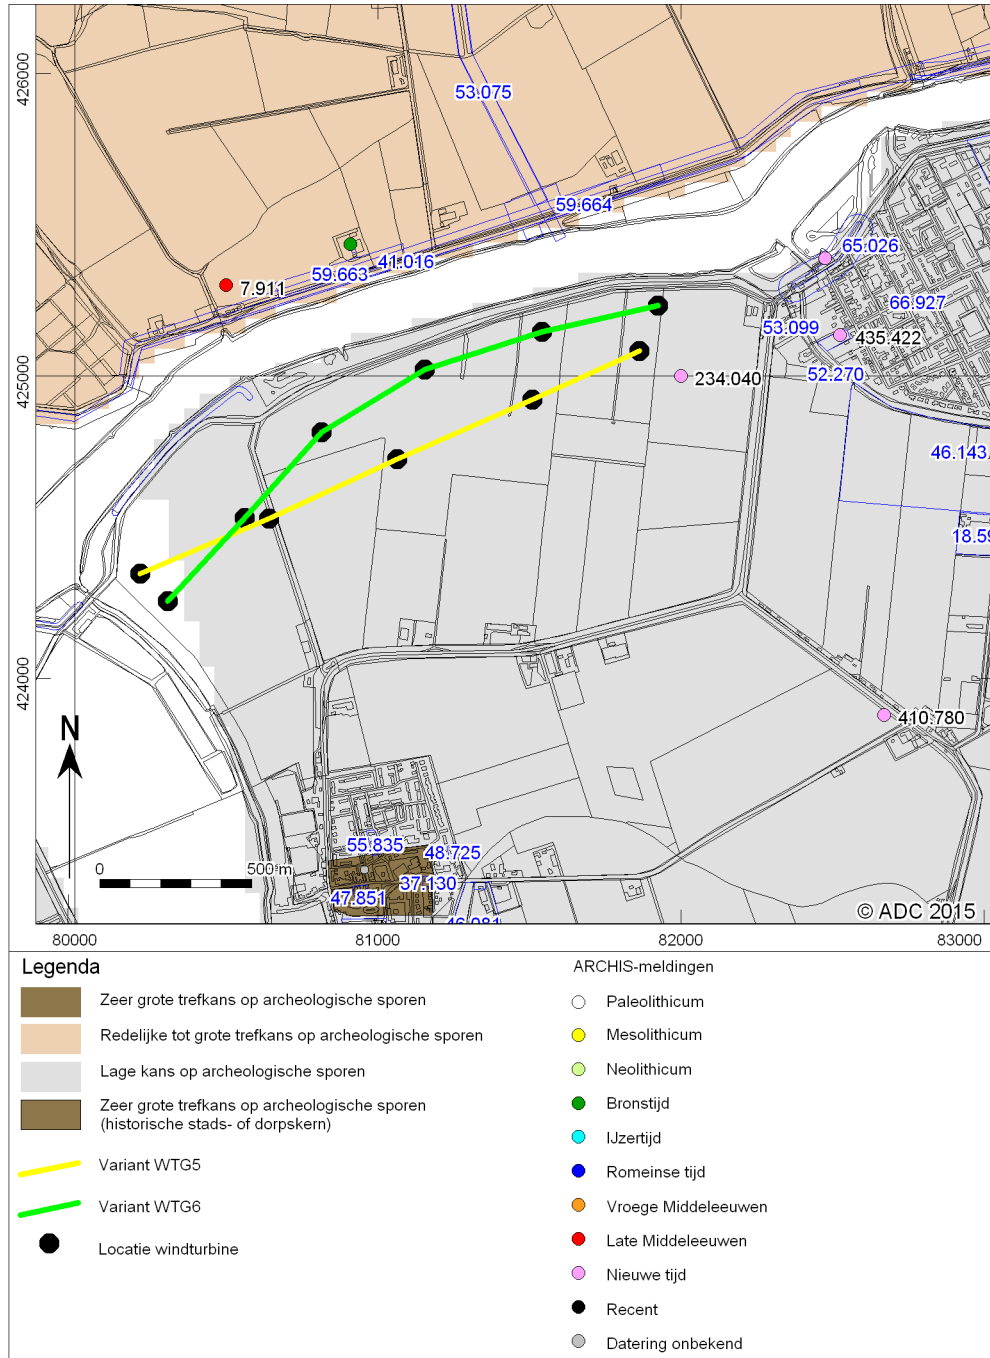 426000
53.075
59.664
65.026
41.016
59.663
7.911
66.927
53.099
435.422
425000
234.040
52.270
46.143
18.59
424000
410.780
N
0
500 m
55.835
48.725
37.130
47.851
46.981
© ADC 2015
80000
81000
82000
83000
Legenda
Zeer grote trefkans op archeologische sporen
Redelijke tot grote trefkans op archeologische sporen
Lage kans op archeologische sporen
Zeer grote trefkans op archeologische sporen
(historische stads- of dorpskern)
Variant WTG5
Variant WTG6
Locatie windturbine
ARCHIS-meldingen
Paleolithicum
Mesolithicum
Neolithicum
Bronstijd
IJzertijd
Romeinse tijd
Vroege Middeleeuwen
Late Middeleeuwen
Nieuwe tijd
Recent
Datering onbekend